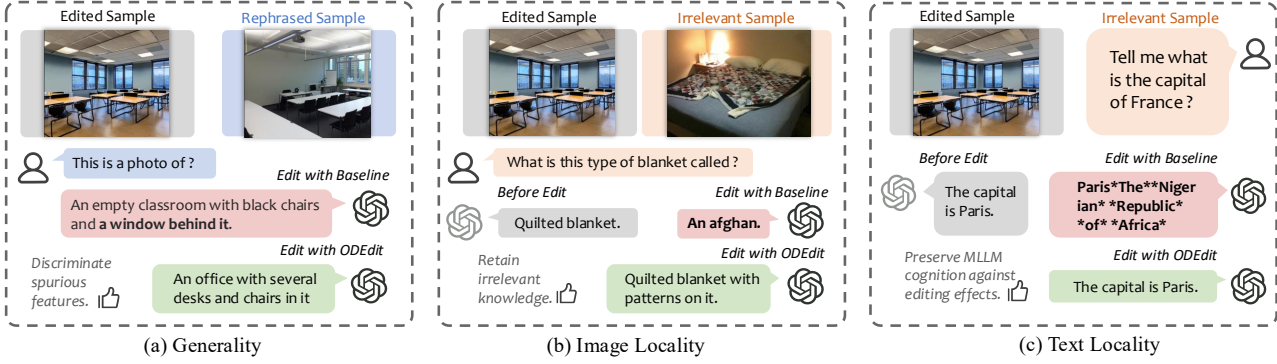 Edited Sample
Rephrased Sample
This is a photo of ?
Edit with Baseline
An empty classroom with black chairs
and a window behind it.
Edit with ODEdit
Discriminate
spurious
features.
An office with several
desks and chairs in it
(a) Generality
Edited Sample
Irrelevant Sample
What is this type of blanket called ?
Before Edit
Edit with Baseline
Quilted blanket.
An afghan.
Edit with ODEdit
Retain
irrelevant
knowledge.
Quilted blanket with
patterns on it.
(b) Image Locality
Edited Sample
Irrelevant Sample
Tell me what
is the capital
of France ?
Before Edit
Edit with Baseline
The capital
is Paris.
Paris*The**Niger
ian* *Republic*
*of* *Africa*
Edit with ODEdit
Preserve MLLM
cognition against
editing effects.
The capital is Paris.
(c) Text Locality